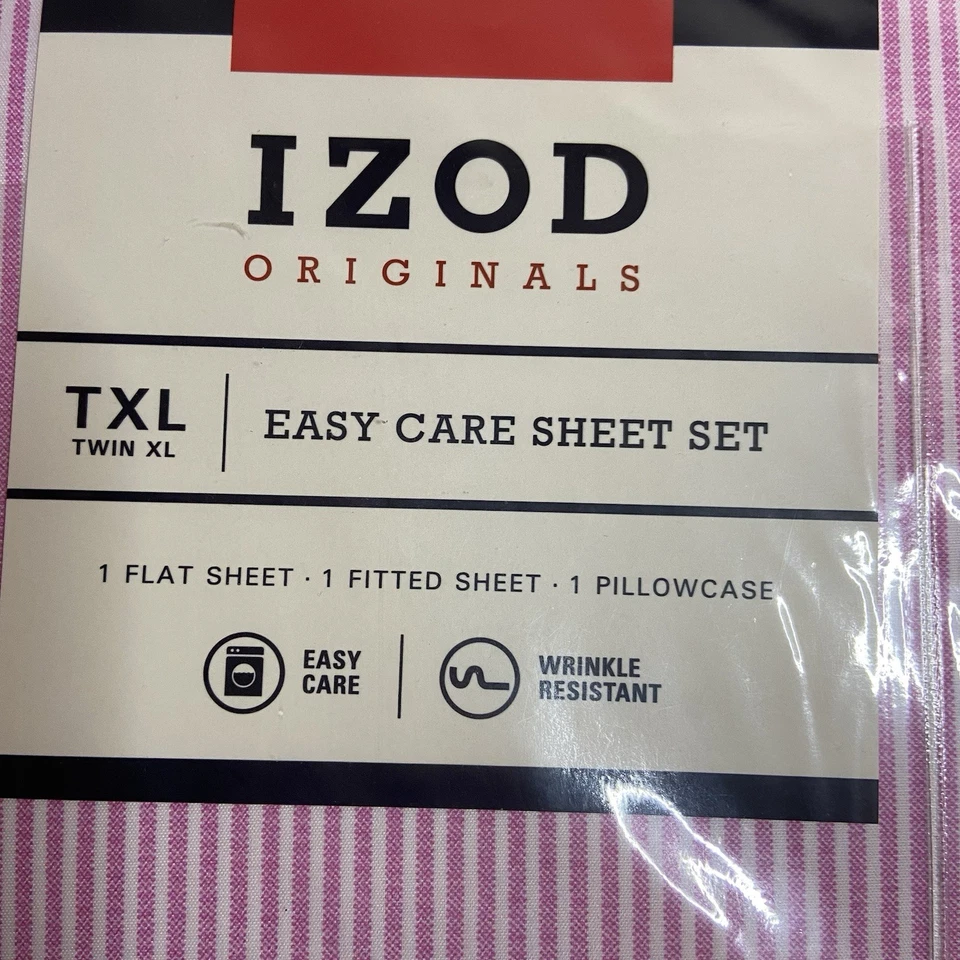 IZOD
ORIGINALS
TXL
TWIN XL
EASY CARE SHEET SET
1 FLAT SHEET · 1 FITTED SHEET · 1 PILLOWCASE
EASY
CARE
WRINKLE
RESISTANT